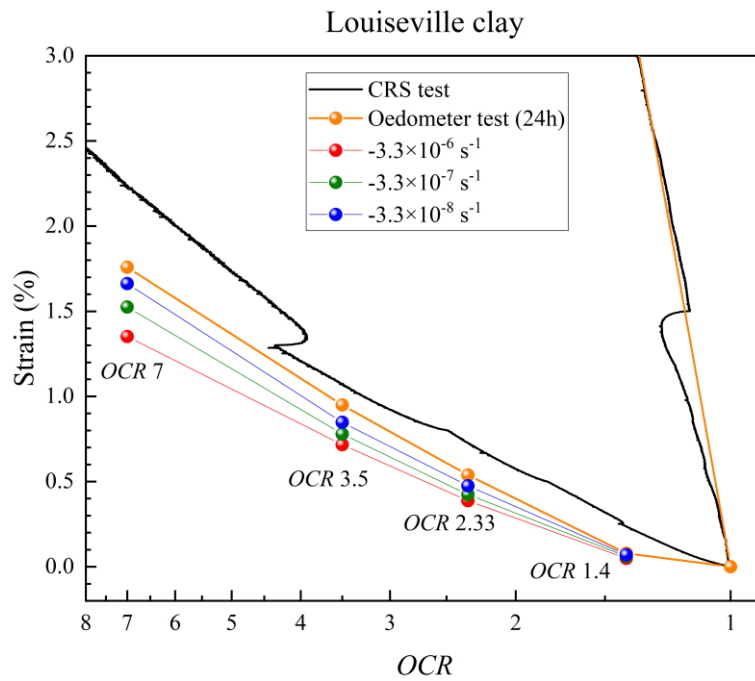 Louiseville clay
CRS test
Oedometer test (24h)
-3.3×10⁻⁶ s⁻¹
-3.3×10⁻⁷ s⁻¹
-3.3×10⁻⁸ s⁻¹
3.0
2.5
2.0
1.5
1.0
0.5
0.0
Strain (%)
OCR 7
OCR 3.5
OCR 2.33
OCR 1.4
8 7 6 5 4 3 2 1
OCR